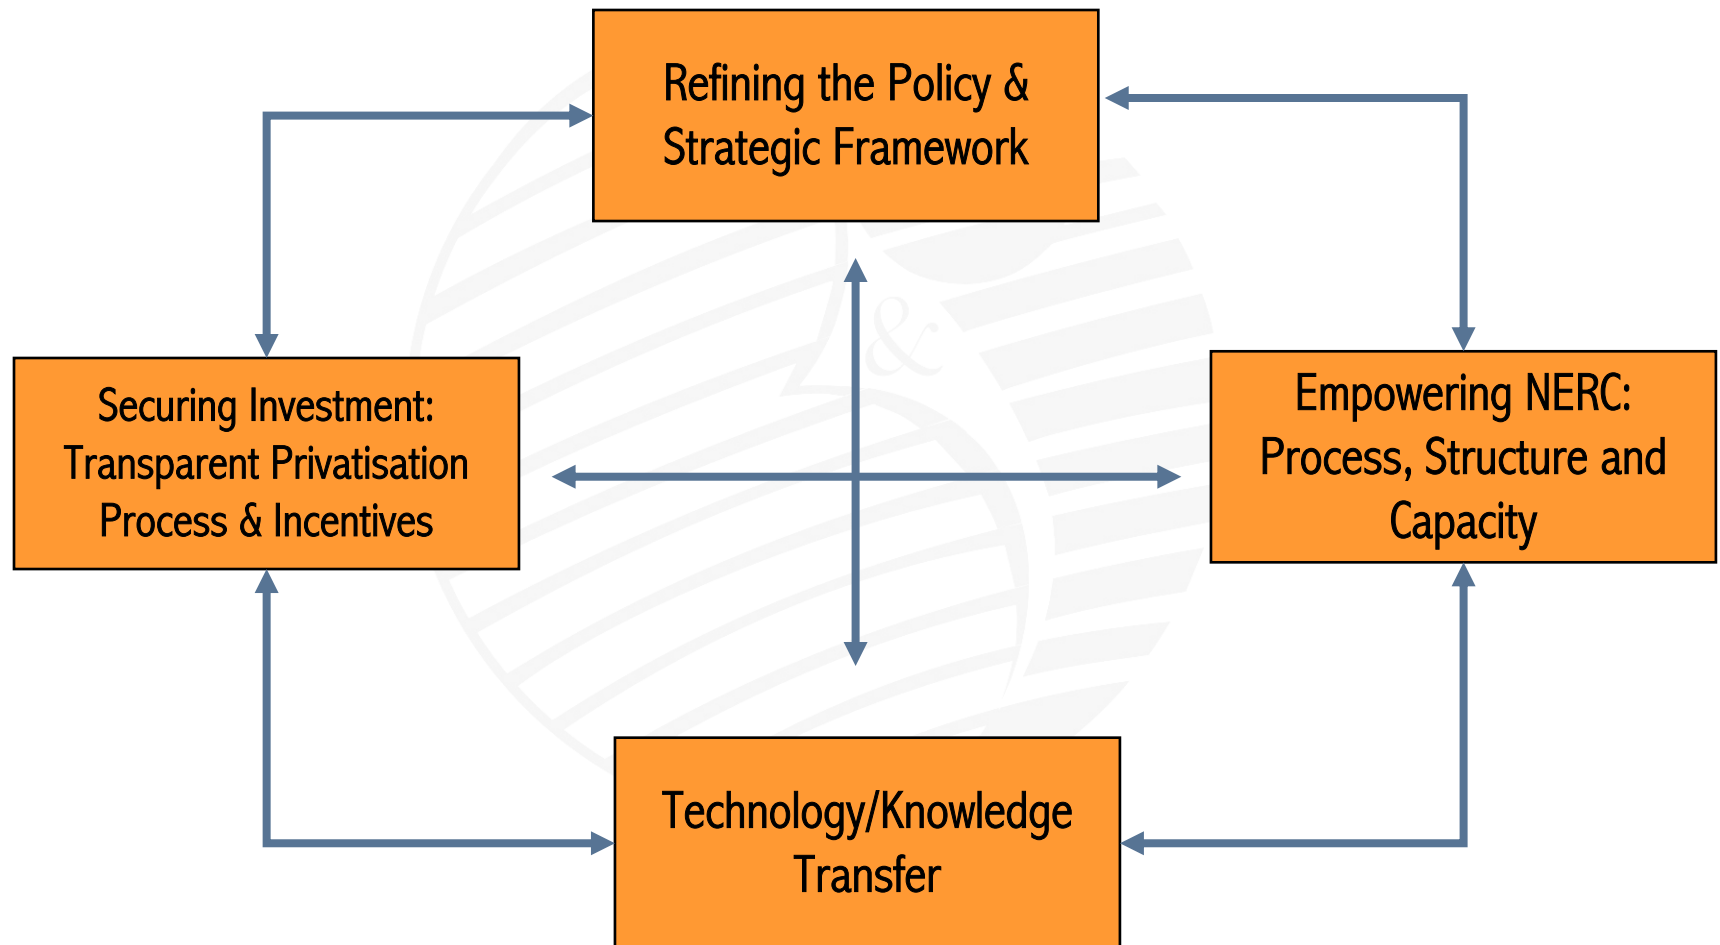 Refining the Policy &
Strategic Framework
&
Securing Investment:
Transparent Privatisation
Process & Incentives
Empowering NERC:
Process, Structure and
Capacity
Technology/Knowledge
Transfer